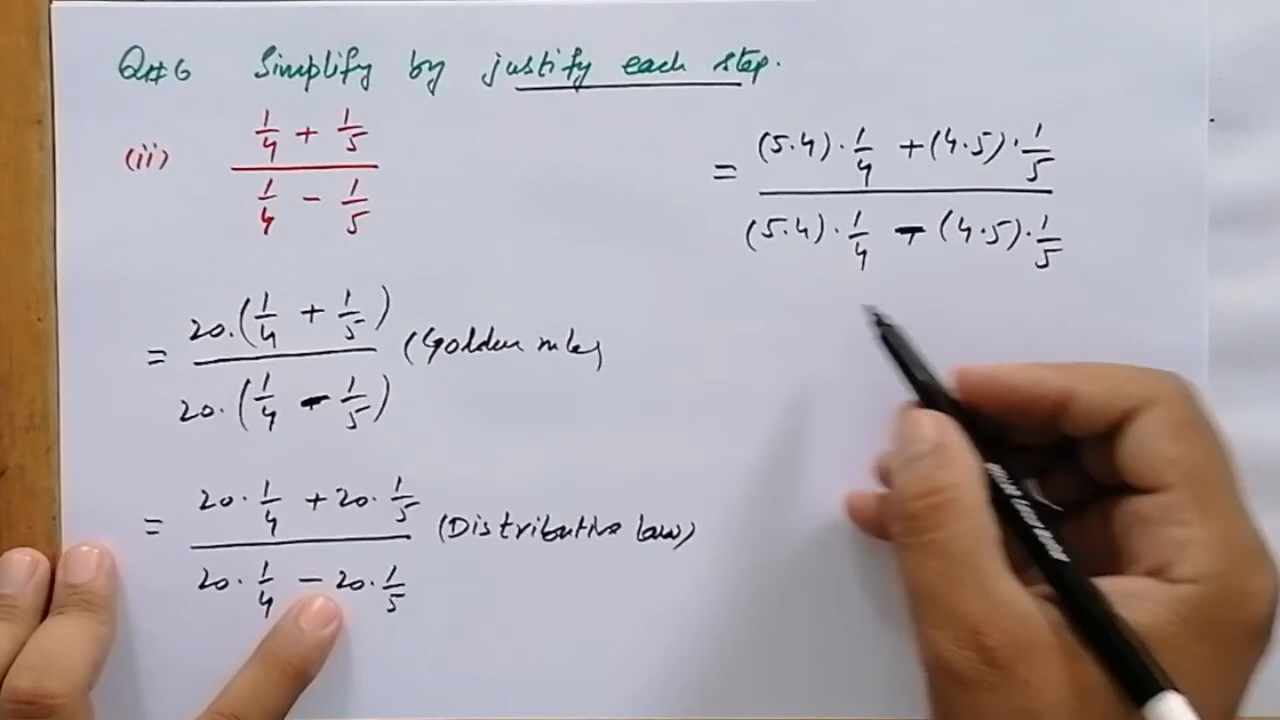 Q#6 Simplify by justify each step.
(ii) (1/4 + 1/5) / (1/4 - 1/5)
= 20.(1/4 + 1/5) / 20.(1/4 - 1/5) (Golden rule)
= 20·1/4 + 20·1/5 / 20·1/4 - 20·1/5 (Distributive law)
= (5.4)·1/4 + (4.5)·1/5 / (5.4)·1/4 - (4.5)·1/5